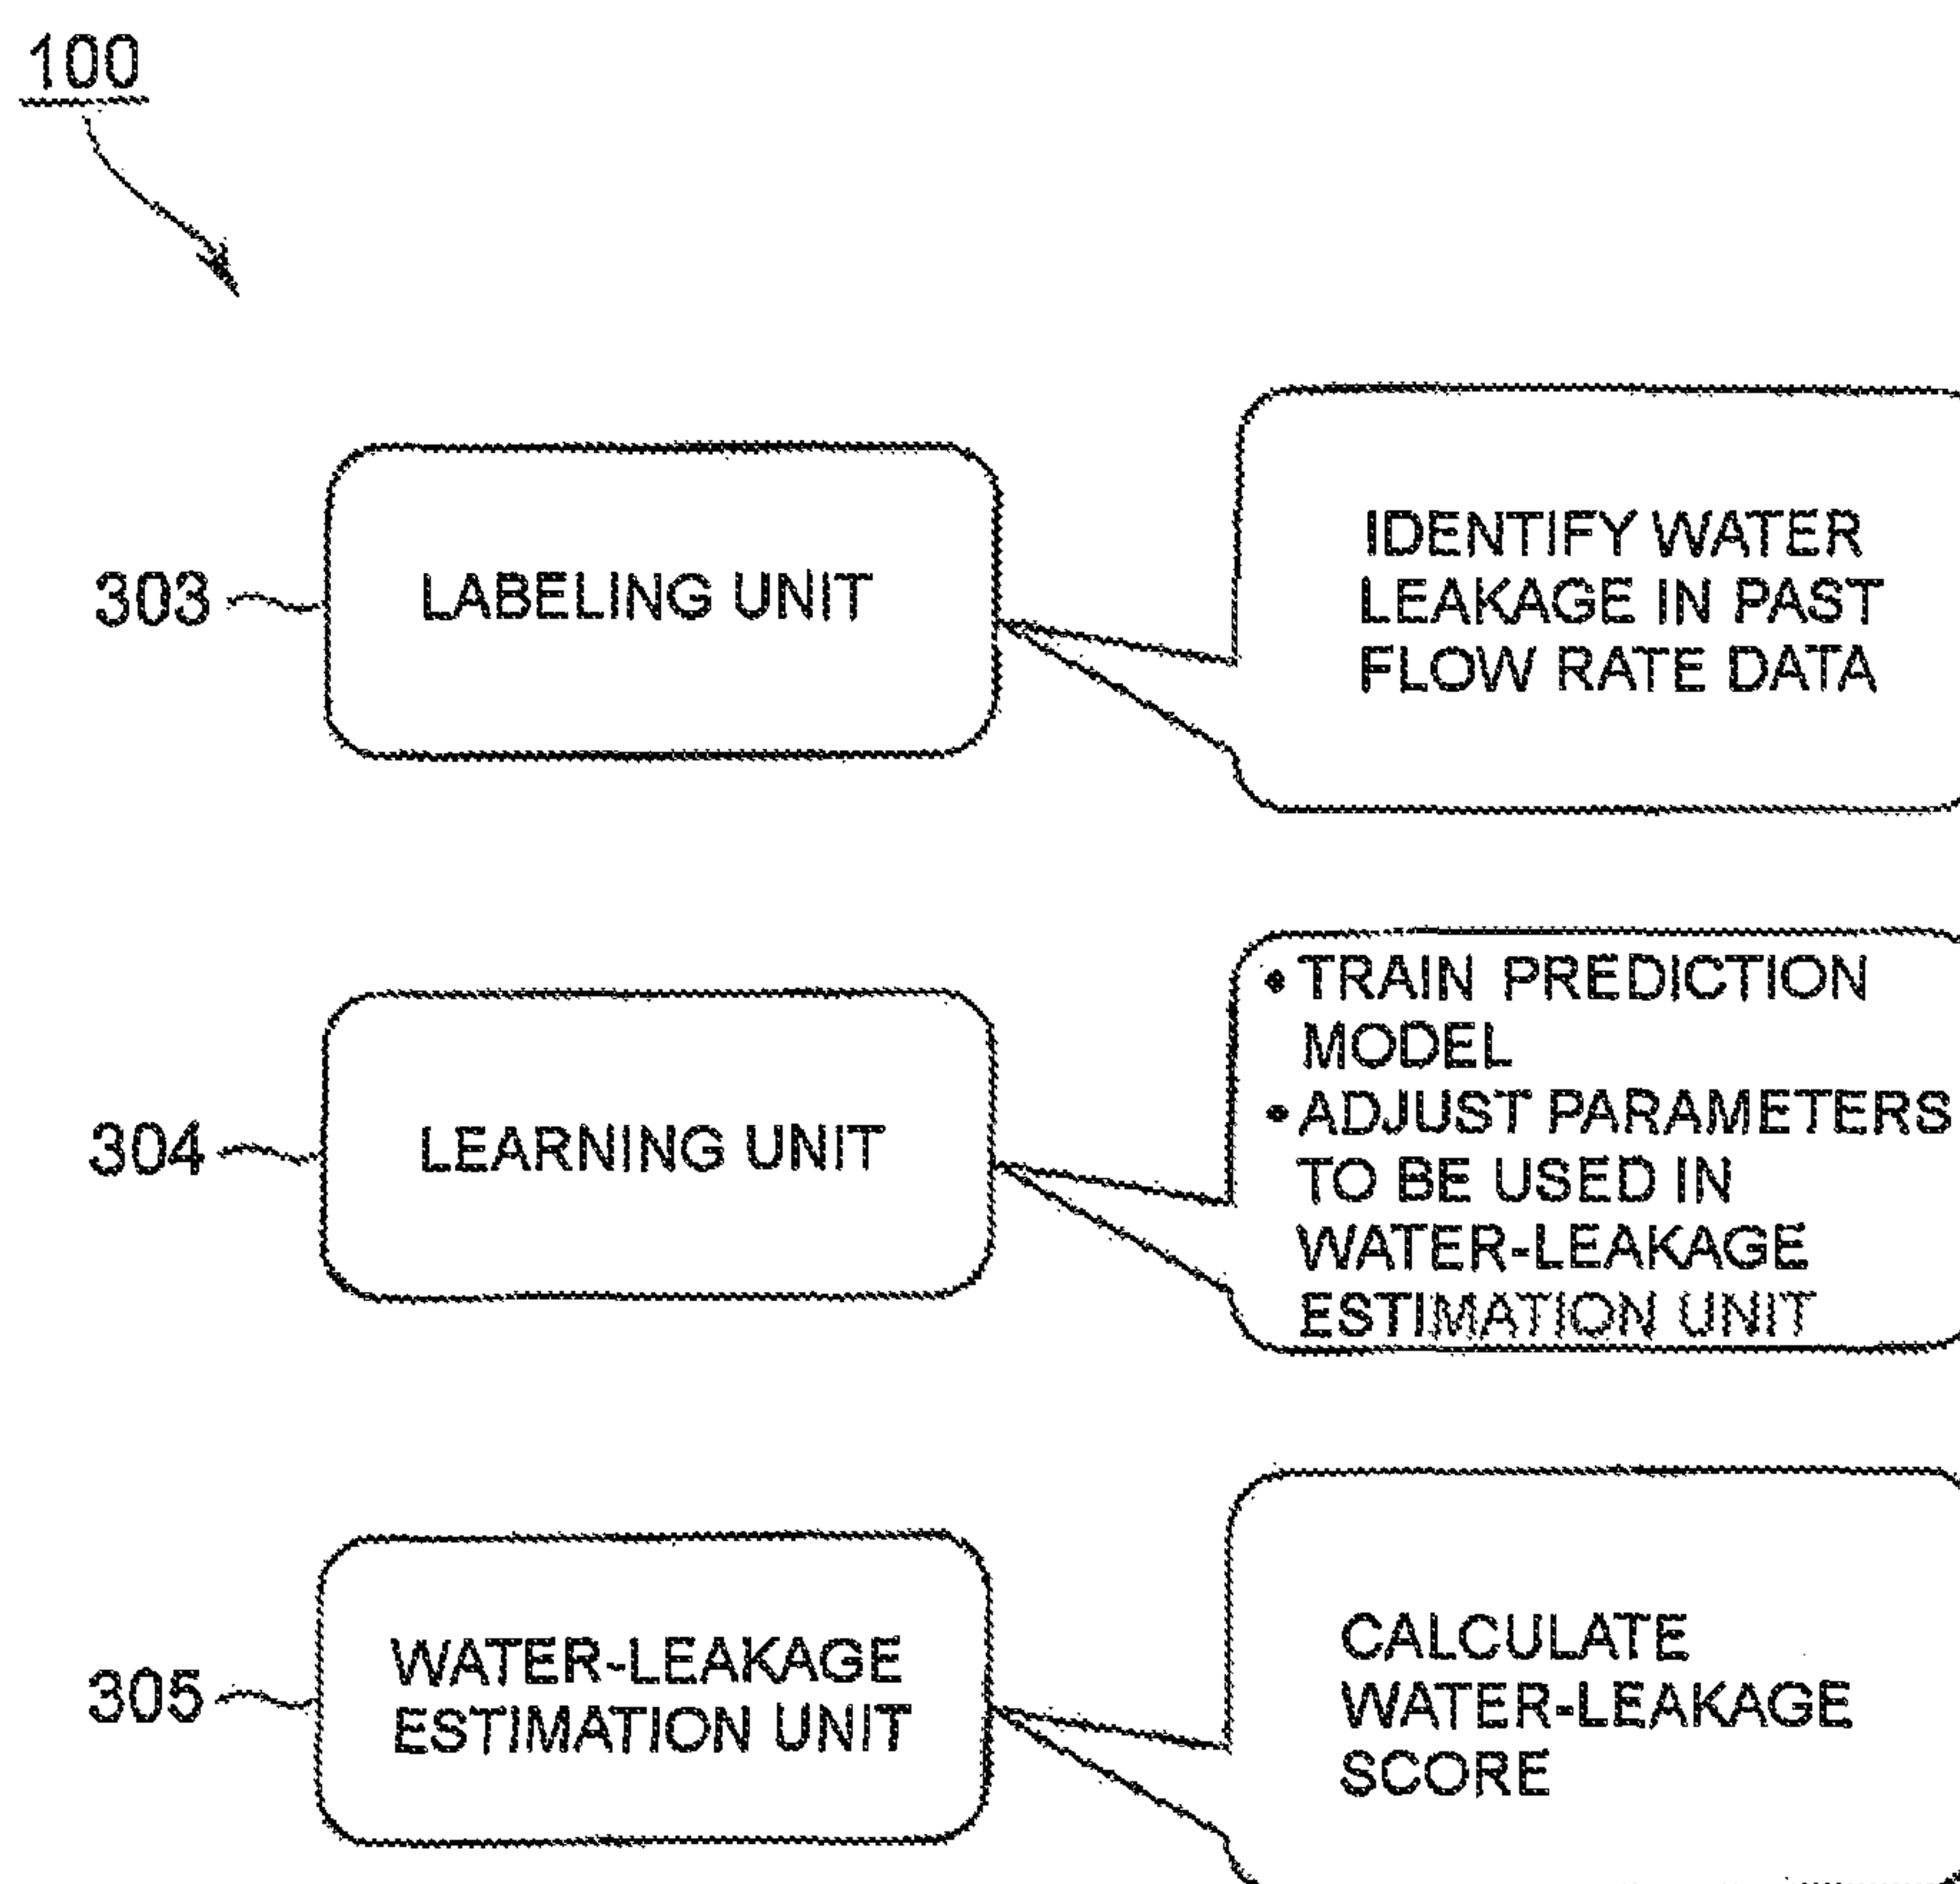 100
303
LABELING UNIT
IDENTIFY WATER
LEAKAGE IN PAST
FLOW RATE DATA
304
LEARNING UNIT
• TRAIN PREDICTION
MODEL
• ADJUST PARAMETERS
TO BE USED IN
WATER-LEAKAGE
ESTIMATION UNIT
305
WATER-LEAKAGE
ESTIMATION UNIT
CALCULATE
WATER-LEAKAGE
SCORE